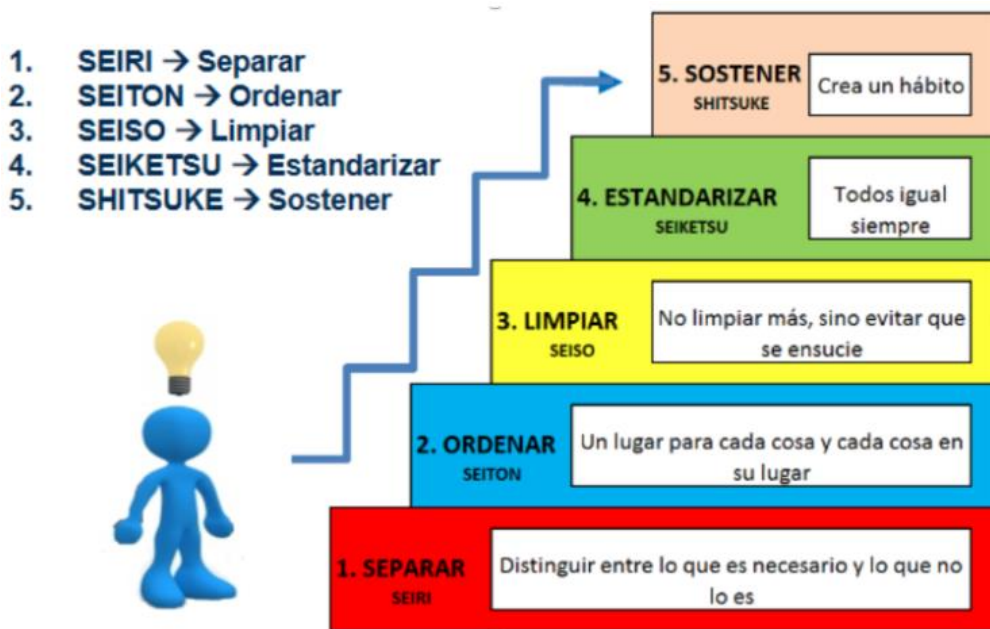 1. SEIRI → Separar
2. SEITON → Ordenar
3. SEISO → Limpiar
4. SEIKETSU → Estandarizar
5. SHITSUKE → Sostener
5. SOSTENER
SHITSUKE
Crea un hábito
4. ESTANDARIZAR
SEIKETSU
Todos igual
siempre
3. LIMPIAR
SEISO
No limpiar más, sino evitar que
se ensucie
2. ORDENAR
SEITON
Un lugar para cada cosa y cada cosa en
su lugar
1. SEPARAR
SEIRI
Distinguir entre lo que es necesario y lo que no
lo es